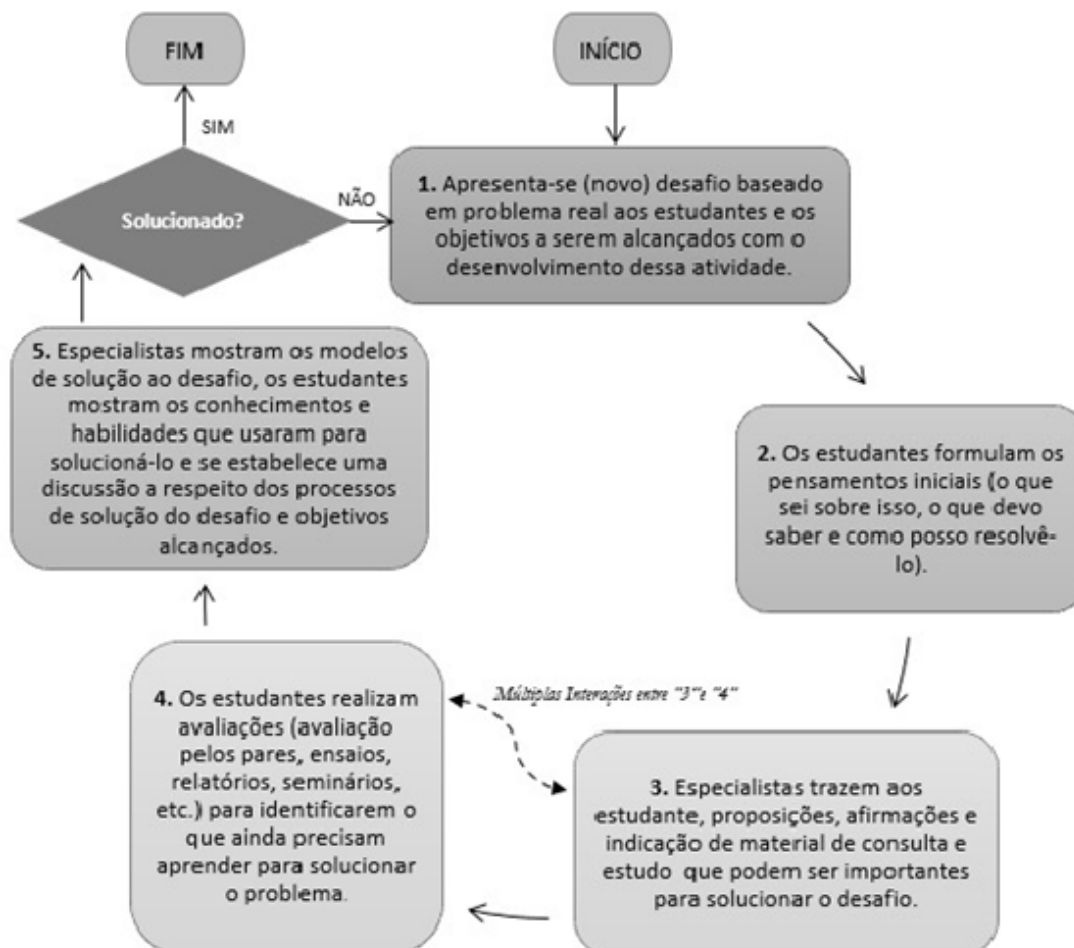 FIM
INÍCIO
SIM
Solucionado?
NÃO
1. Apresenta-se (novo) desafio baseado
em problema real aos estudantes e os
objetivos a serem alcançados com o
desenvolvimento dessa atividade.
2. Os estudantes formulam os
pensamentos iniciais (o que
sei sobre isso, o que devo
saber e como posso resolvê-
lo).
Múltiplas Interações entre "3" e "4"
3. Especialistas trazem aos
estudante, proposições, afirmações e
indicação de material de consulta e
estudo que podem ser importantes
para solucionar o desafio.
4. Os estudantes realizam
avaliações (avaliação
pelos pares, ensaios,
relatórios, seminários,
etc.) para identificarem o
que ainda precisam
aprender para solucionar
o problema.
5. Especialistas mostram os modelos
de solução ao desafio, os estudantes
mostram os conhecimentos e
habilidades que usaram para
solucioná-lo e se estabelece uma
discussão a respeito dos processos
de solução do desafio e objetivos
alcançados.